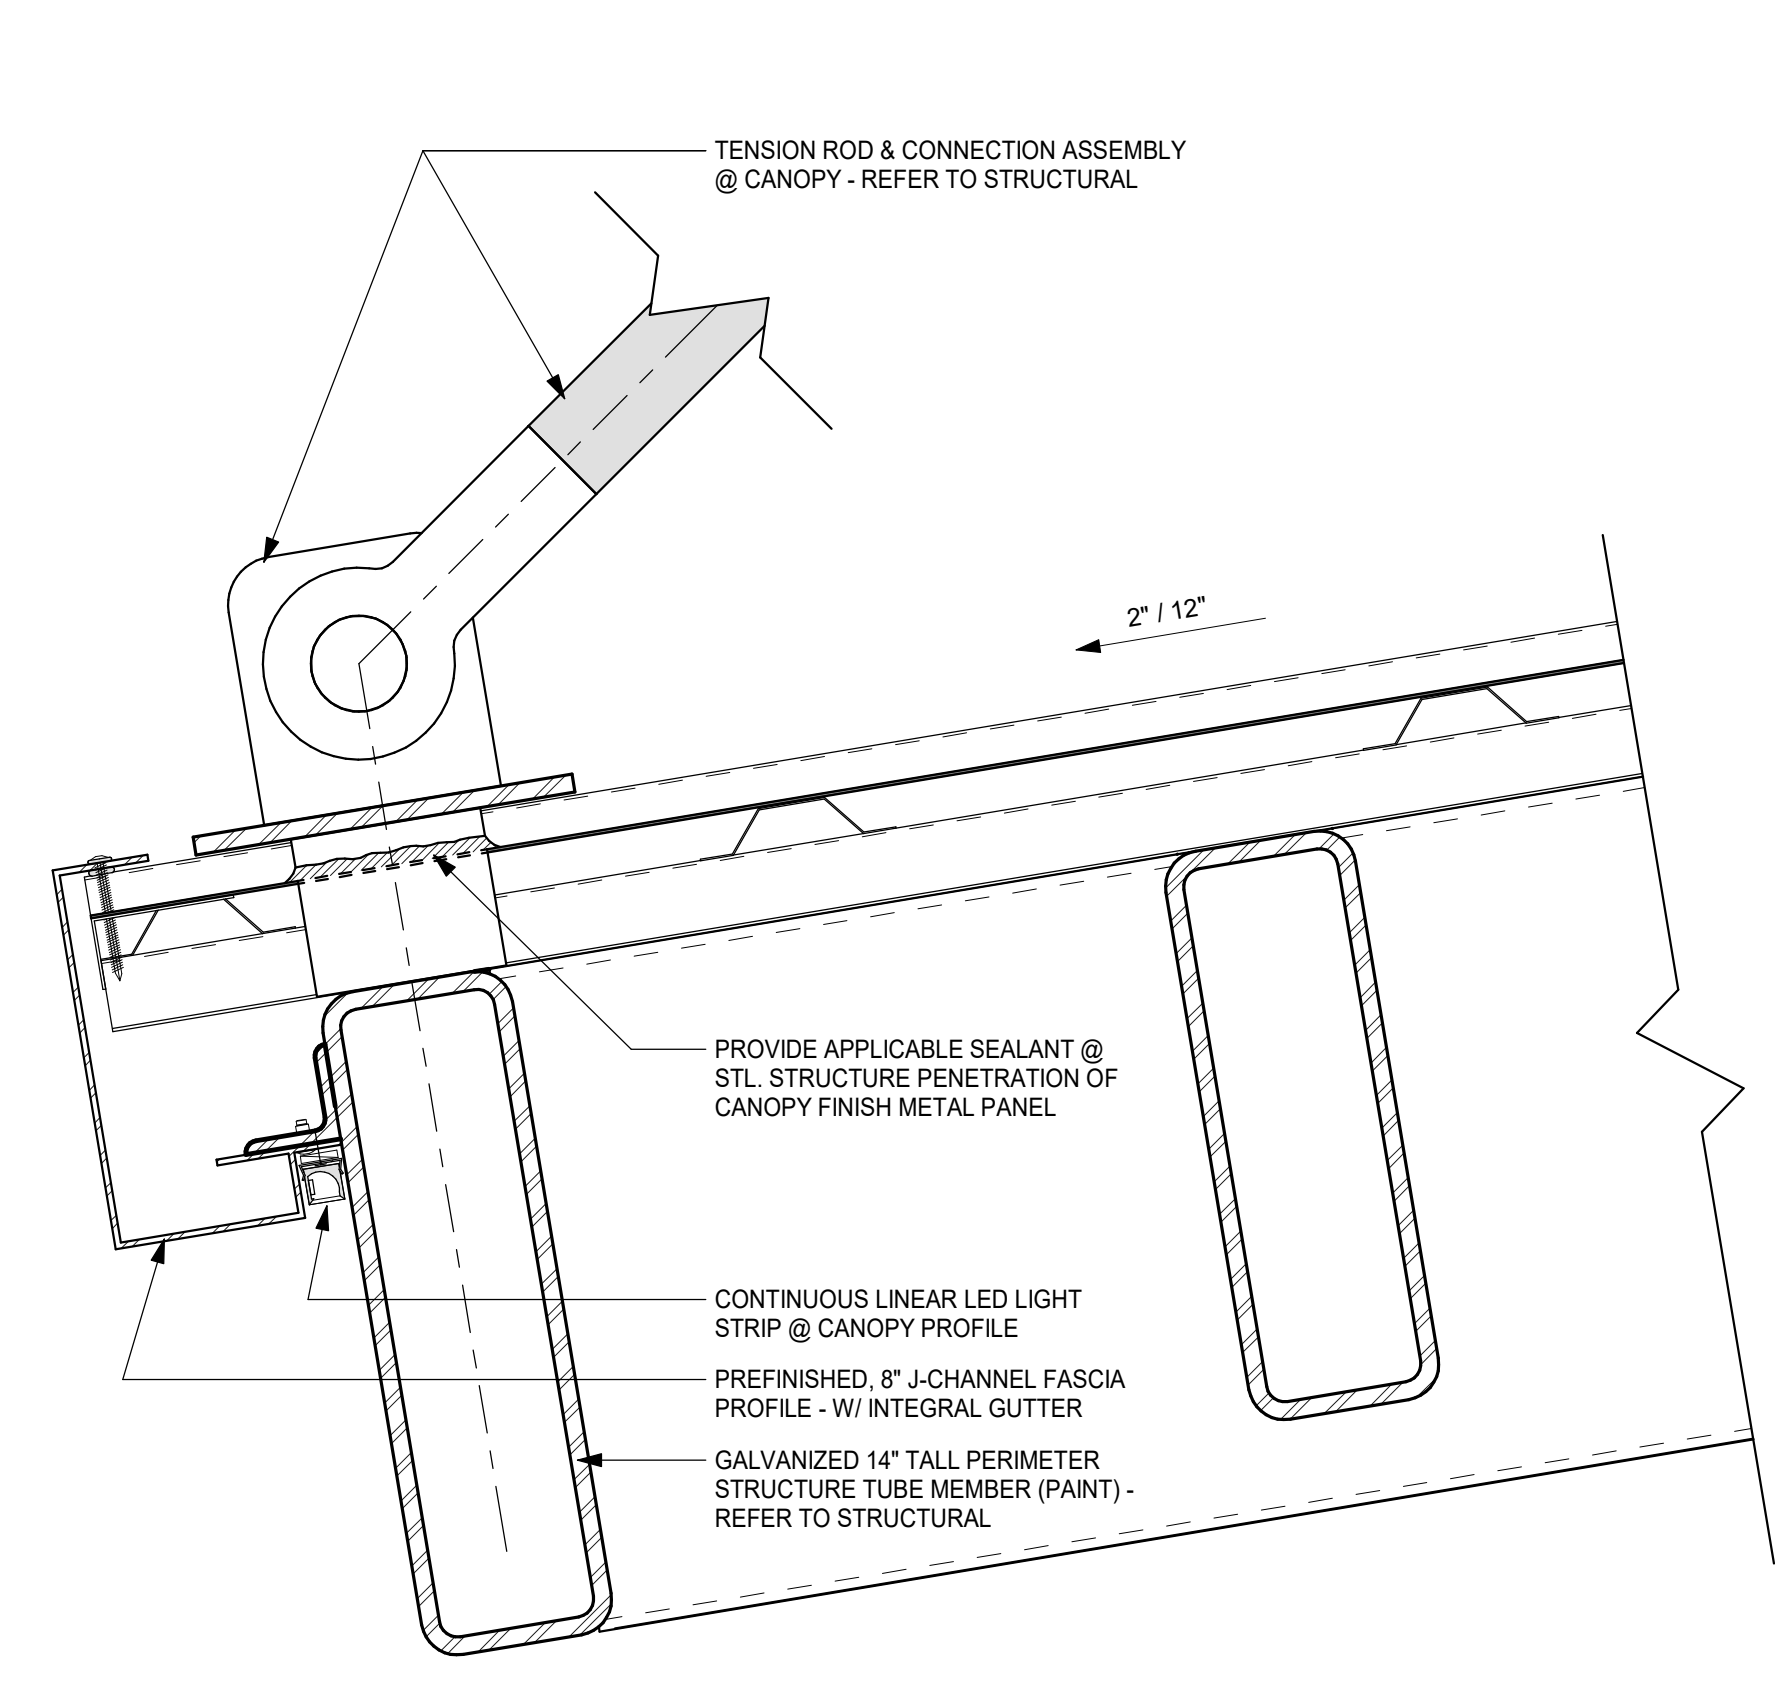 TENSION ROD & CONNECTION ASSEMBLY
@ CANOPY - REFER TO STRUCTURAL
2" / 12"
PROVIDE APPLICABLE SEALANT @
STL. STRUCTURE PENETRATION OF
CANOPY FINISH METAL PANEL
CONTINUOUS LINEAR LED LIGHT
STRIP @ CANOPY PROFILE
PREFINISHED, 8" J-CHANNEL FASCIA
PROFILE - W/ INTEGRAL GUTTER
GALVANIZED 14" TALL PERIMETER
STRUCTURE TUBE MEMBER (PAINT) -
REFER TO STRUCTURAL